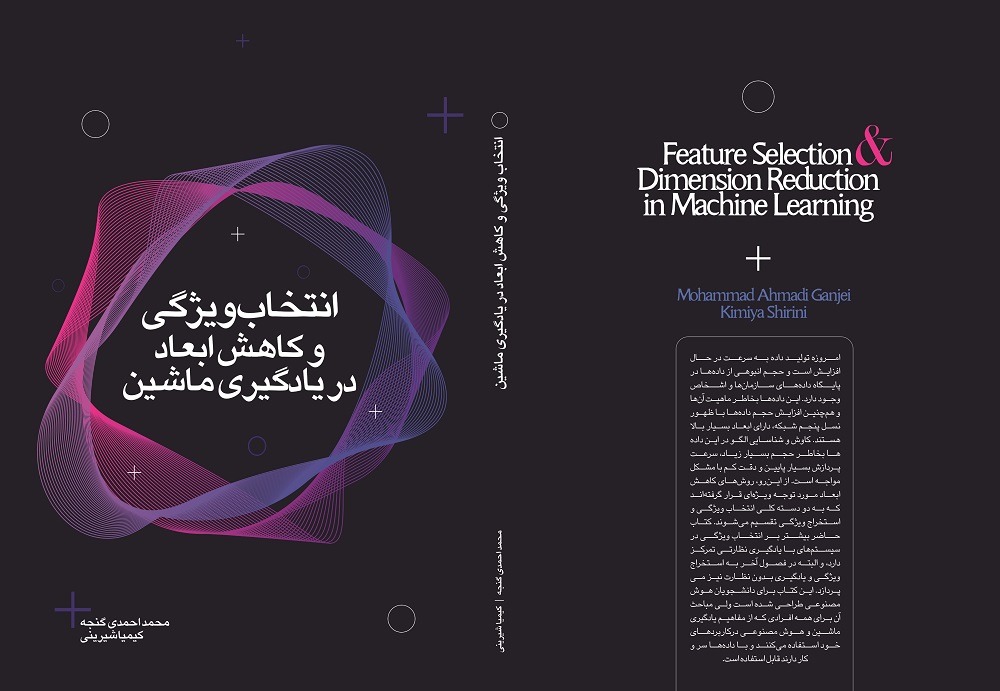 انتخاب ویژگی
و کاهش ابعاد
در یادگیری ماشین
محمد احمدی گنجه
کیمیا شیرینی
انتخاب ویژگی و کاهش ابعاد در یادگیری ماشین
محمد احمدی گنجه | کیمیا شیرینی
Feature Selection &
Dimension Reduction
in Machine Learning
Mohammad Ahmadi Ganjei
Kimiya Shirini
امروزه تولید داده به سرعت در حال
افزایش است و حجم انبوهی از داده‌ها در
پایگاه داده‌های سازمان‌ها و اشخاص
وجود دارد. این داده‌ها بخاطر ماهیت آن‌ها
و همچنین افزایش حجم داده‌ها با ظهور
نسل پنجم شبکه، دارای ابعاد بسیار بالا
هستند. کاوش و شناسایی الگو در این داده
ها بخاطر حجم بسیار زیاد، سرعت
پردازش بسیار پایین و دقت کم با مشکل
مواجه است. از این‌رو، روش‌های کاهش
ابعاد مورد توجه ویژه‌ای قرار گرفته‌اند
که به دو دسته کلی انتخاب ویژگی و
استخراج ویژگی تقسیم می‌شوند. کتاب
حاضر بیشتر بر انتخاب ویژگی در
سیستم‌های با یادگیری نظارتی تمرکز
دارد، و البته در فصول آخر به استخراج
ویژگی و یادگیری بدون نظارت نیز می
پردازد. این کتاب برای دانشجویان هوش
مصنوعی طراحی شده است ولی مباحث
آن برای همه افرادی که از مفاهیم یادگیری
ماشین و هوش مصنوعی درکاربردهای
خود استفاده می‌کنند و با داده‌ها سر و
کار دارند قابل استفاده است.